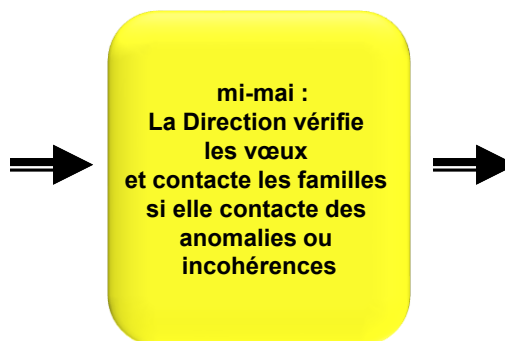 mi-mai :
La Direction vérifie
les vœux
et contacte les familles
si elle contacte des
anomalies ou
incohérences